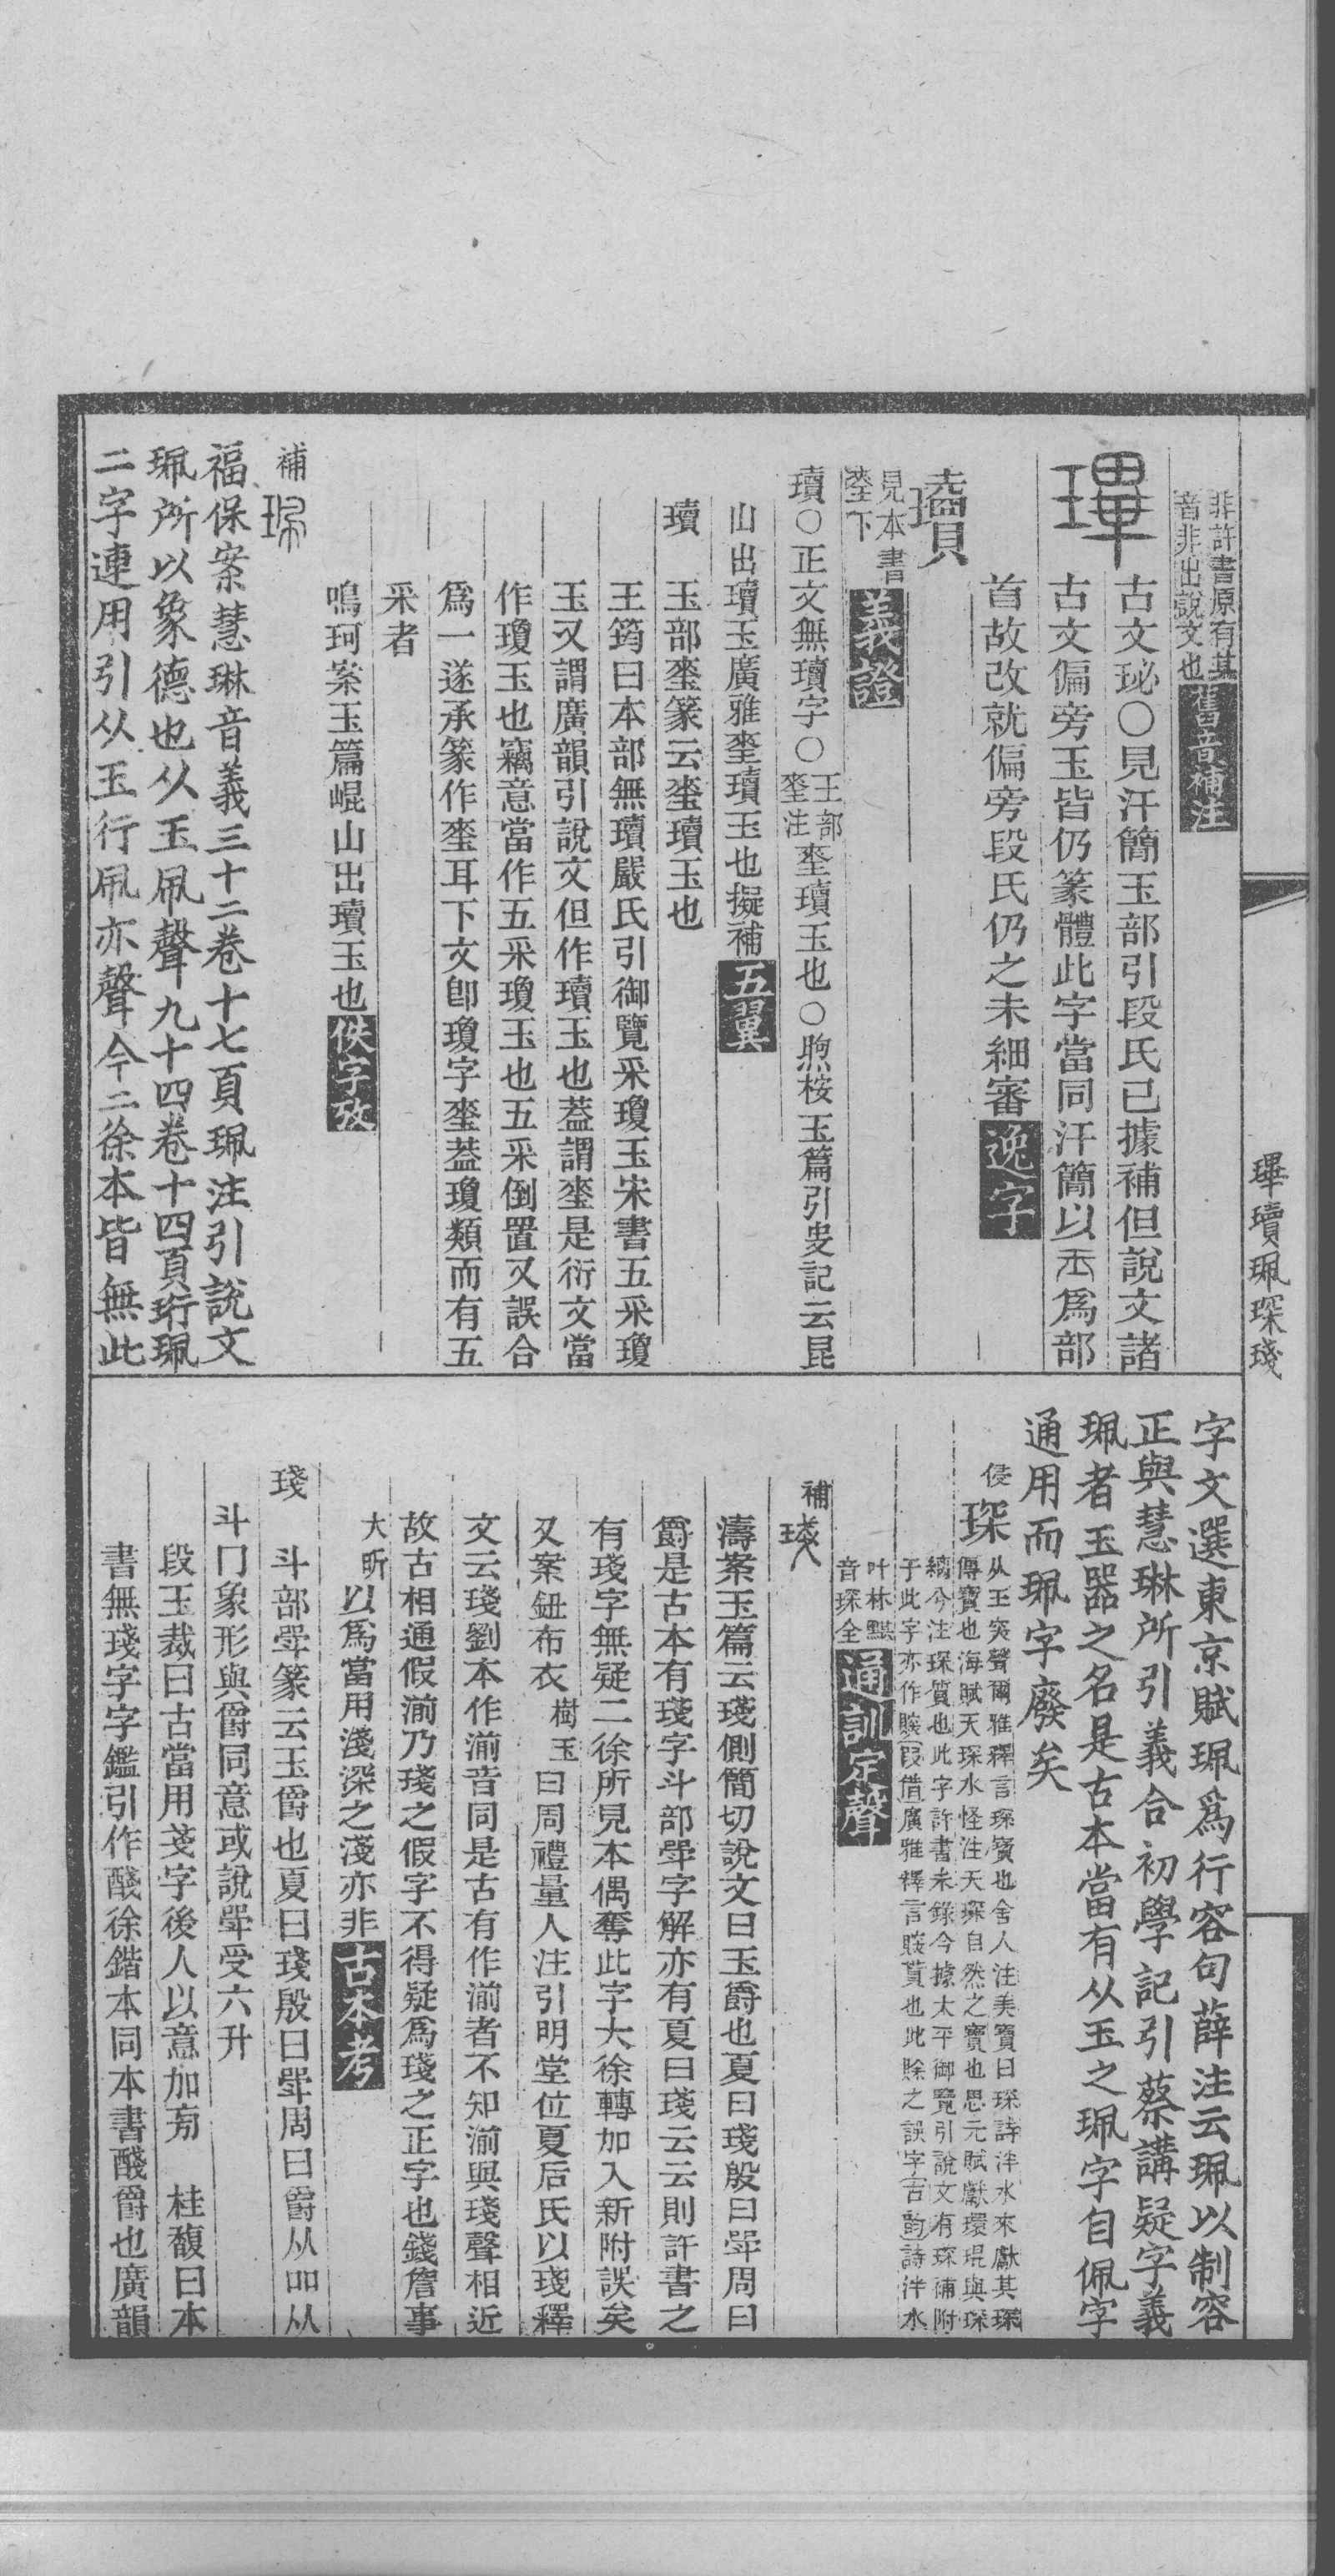 非許書原有其
音非出說文也舊音補注
㻫
古文珌〇見汗簡玉部引段氏已據補但說文諸
古文偏旁玉皆仍篆體此字當同汗簡以𤣪爲部
首故改就偏旁段氏仍之未細審逸字
瓄
見本書
瑬下義證
瓄〇正文無瓄字〇王部
瑬注瑬瓄玉也〇煦桉玉篇引史記云昆
山出瓄玉廣雅瑬瓄玉也擬補五翼
瓄 玉部瑬篆云瑬瓄玉也
王筠曰本部無瓄嚴氏引御覽采瓊玉宋書五采瓊
玉又謂廣韻引說文但作瓄玉也葢謂瑬是衍文當
作瓊玉也竊意當作五采瓊玉也五采倒置又誤合
爲一遂承篆作瑬耳下文卽瓊字瑬葢瓊類而有五
采者
鳴珂案玉篇崐山出瓄玉也佚字攷
補珮
福保案慧琳音義三十二卷十七頁珮注引說文
珮所以象德也从玉凧聲九十四卷十四頁珩珮
二字連用引从玉行凧亦聲今二徐本皆無此
㻫瓄珮琛琖
字文選東京賦珮爲行容句薛注云珮以制容
正與慧琳所引義合初學記引蔡謨疑字義
珮者玉器之名是古本當有从玉之珮字自佩字
通用而珮字廢矣
侵 琛
从玉罙聲爾雅釋言琛寶也舍人注美寶曰琛詩泮水來獻其琛
傳寶也海賦天琛水怪注天琛自然之寶也思元賦獻環琨與琛
縭今注琛質也此字許書未錄今據太平御覽引說文有琛補附
于此字亦作賝叚借廣雅釋言賝貰也此賒之誤字古韵詩泮水
叶林黮
音琛仝通訓定聲
補琖
濤案玉篇云琖側簡切說文曰玉爵也夏曰琖殷曰斝周曰
爵是古本有琖字斗部斝字解亦有夏曰琖云云則許書之
有琖字無疑二徐所見本偶奪此字大徐轉加入新附誤矣
又案鈕布衣樹玉曰周禮量人注引明堂位夏后氏以琖釋
文云琖劉本作湔音同是古有作湔者不知湔與琖聲相近
故古相通假湔乃琖之假字不得疑爲琖之正字也錢詹事
大昕以爲當用淺深之淺亦非古本考
琖 斗部斝篆云玉爵也夏曰琖殷曰斝周曰爵从吅从
斗冂象形與爵同意或說斝受六升
段玉裁曰古當用戔字後人以意加㫄 桂馥曰本
書無琖字字鑑引作醆徐鍇本同本書醆爵也廣韻